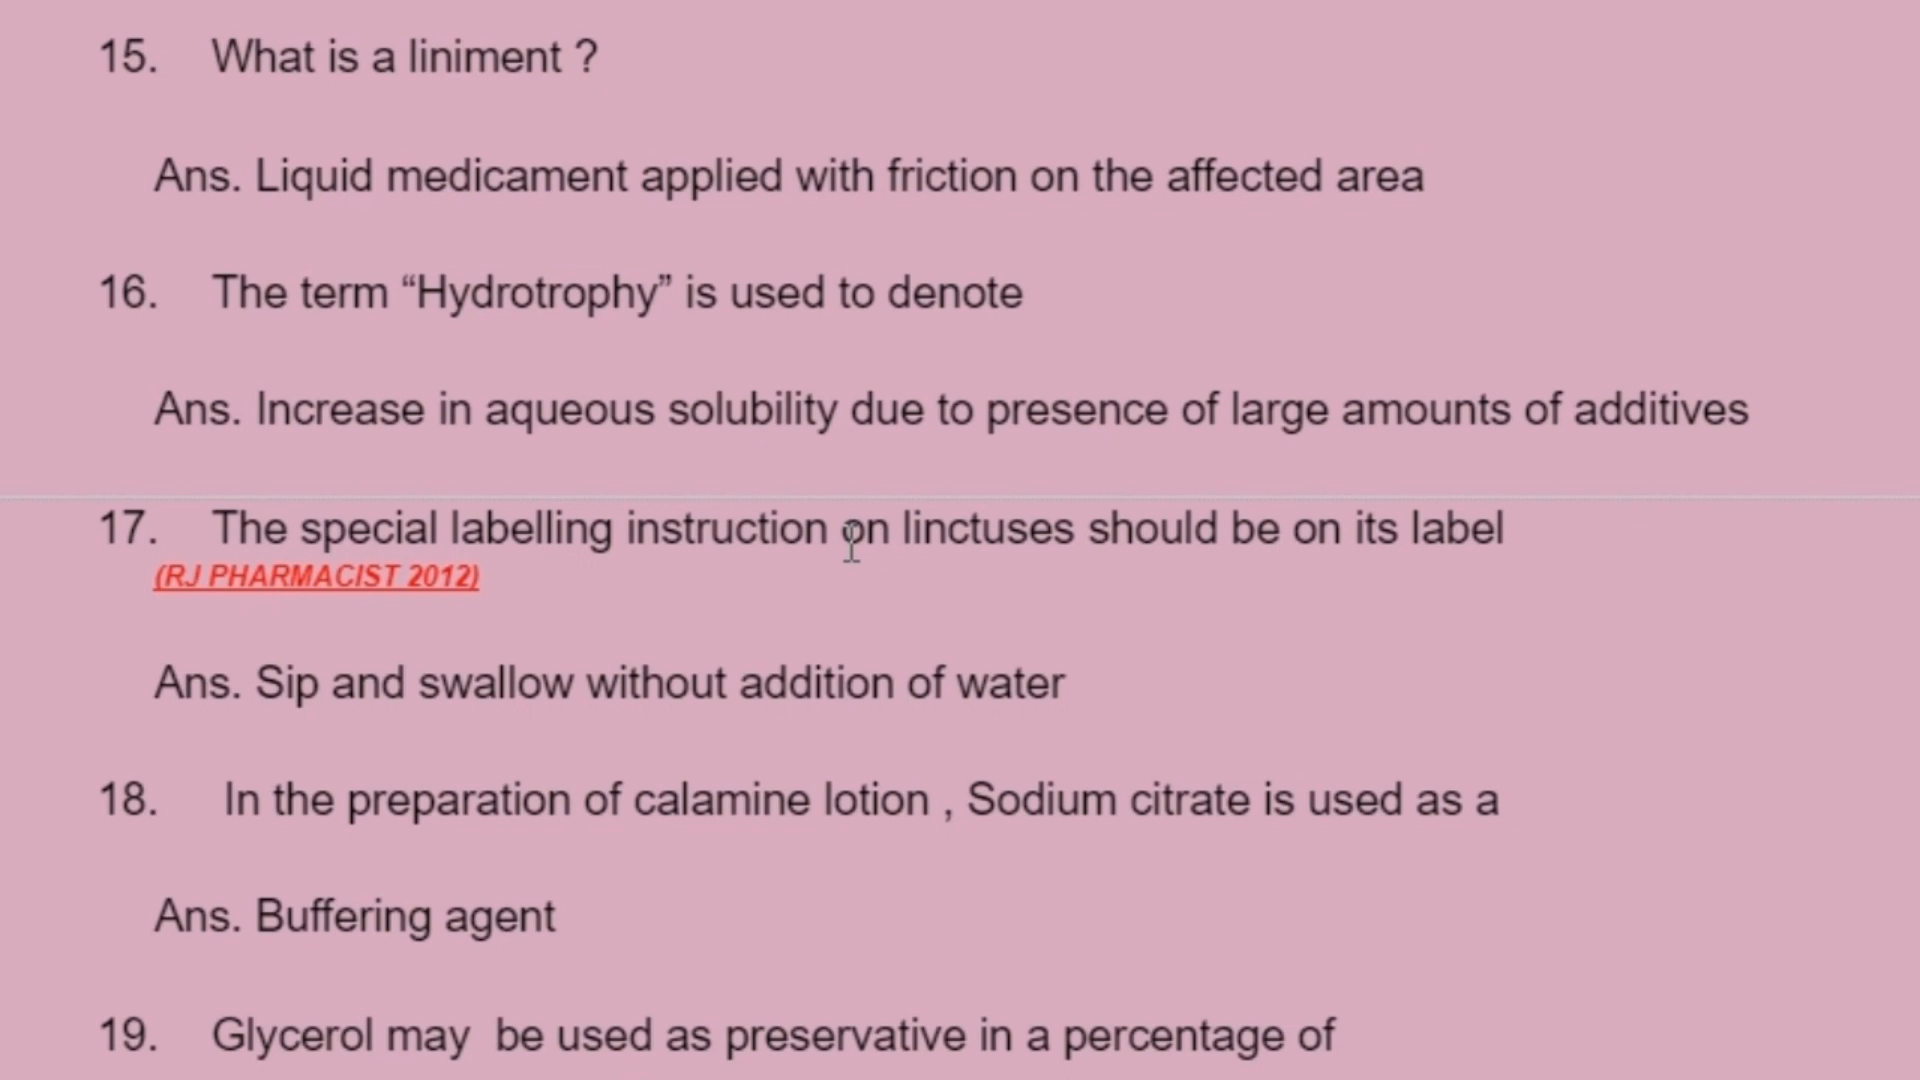 15. What is a liniment ?
Ans. Liquid medicament applied with friction on the affected area
16. The term “Hydrotrophy” is used to denote
Ans. Increase in aqueous solubility due to presence of large amounts of additives
17. The special labelling instruction on linctuses should be on its label
(RJ PHARMACIST 2012)
Ans. Sip and swallow without addition of water
18. In the preparation of calamine lotion , Sodium citrate is used as a
Ans. Buffering agent
19. Glycerol may be used as preservative in a percentage of